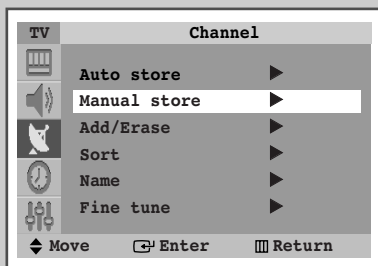 TV Channel
Auto store
Manual store
Add/Erase
Sort
Name
Fine tune
Move Enter Return